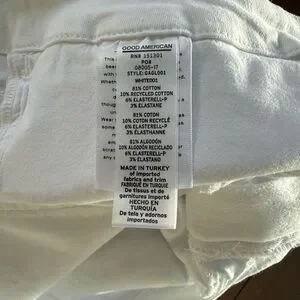 GOOD AMERICAN
RN# 151301
PO#
08005-17
STYLE: GAGL001
WHITE001
81% COTTON
10% RECYCLED COTTON
6% ELASTERELL-P
3% ELASTANE
81% COTON
10% COTON RECYCLÉ
6% ELASTERELL-P
3% ÉLASTHANNE
81% ALGODÓN
10% ALGODÓN RECICLADO
6% ELASTERELL-P
3% ELASTANO
MADE IN TURKEY
of imported
fabrics and trim
FABRIQUÉ EN TURQUIE
De tissus et de
garnitures importés
HECHO EN
TURQUÍA
De tela y adornos
importados